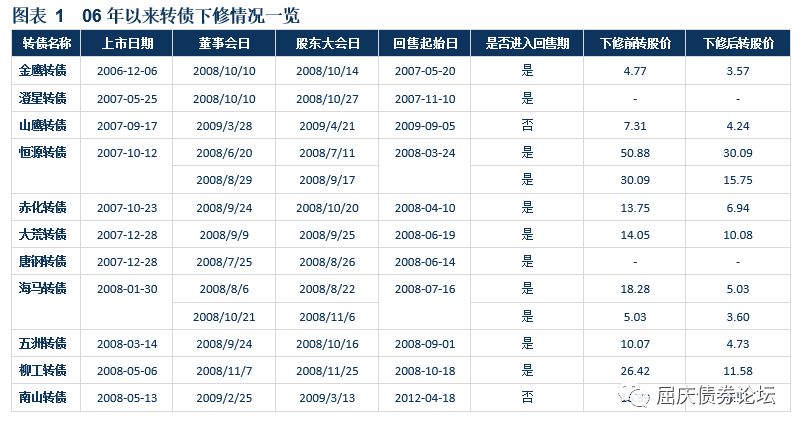 图表 1 06 年以来转债下修情况一览
转债名称 上市日期 董事会日 股东大会日 回售起始日 是否进入回售期 下修前转股价 下修后转股价
金鹰转债 2006-12-06 2008/10/10 2008/10/14 2007-05-20 是 4.77 3.57
澄星转债 2007-05-25 2008/10/10 2008/10/27 2007-11-10 是 - -
山鹰转债 2007-09-17 2009/3/28 2009/4/21 2009-09-05 否 7.31 4.24
恒源转债 2007-10-12 2008/6/20 2008/7/11 2008-03-24 是 50.88 30.09
2008/8/29 2008/9/17 是 30.09 15.75
赤化转债 2007-10-23 2008/9/24 2008/10/20 2008-04-10 是 13.75 6.94
大荒转债 2007-12-28 2008/9/9 2008/9/25 2008-06-19 是 14.05 10.08
唐钢转债 2007-12-28 2008/7/25 2008/8/26 2008-06-14 是 - -
海马转债 2008-01-30 2008/8/6 2008/8/22 2008-07-16 是 18.28 5.03
2008/10/21 2008/11/6 是 5.03 3.60
五洲转债 2008-03-14 2008/9/24 2008/10/16 2008-09-01 是 10.07 4.73
柳工转债 2008-05-06 2008/11/7 2008/11/25 2008-10-18 是 26.42 11.58
南山转债 2008-05-13 2009/2/25 2009/3/13 2012-04-18 否
屈庆债券论坛